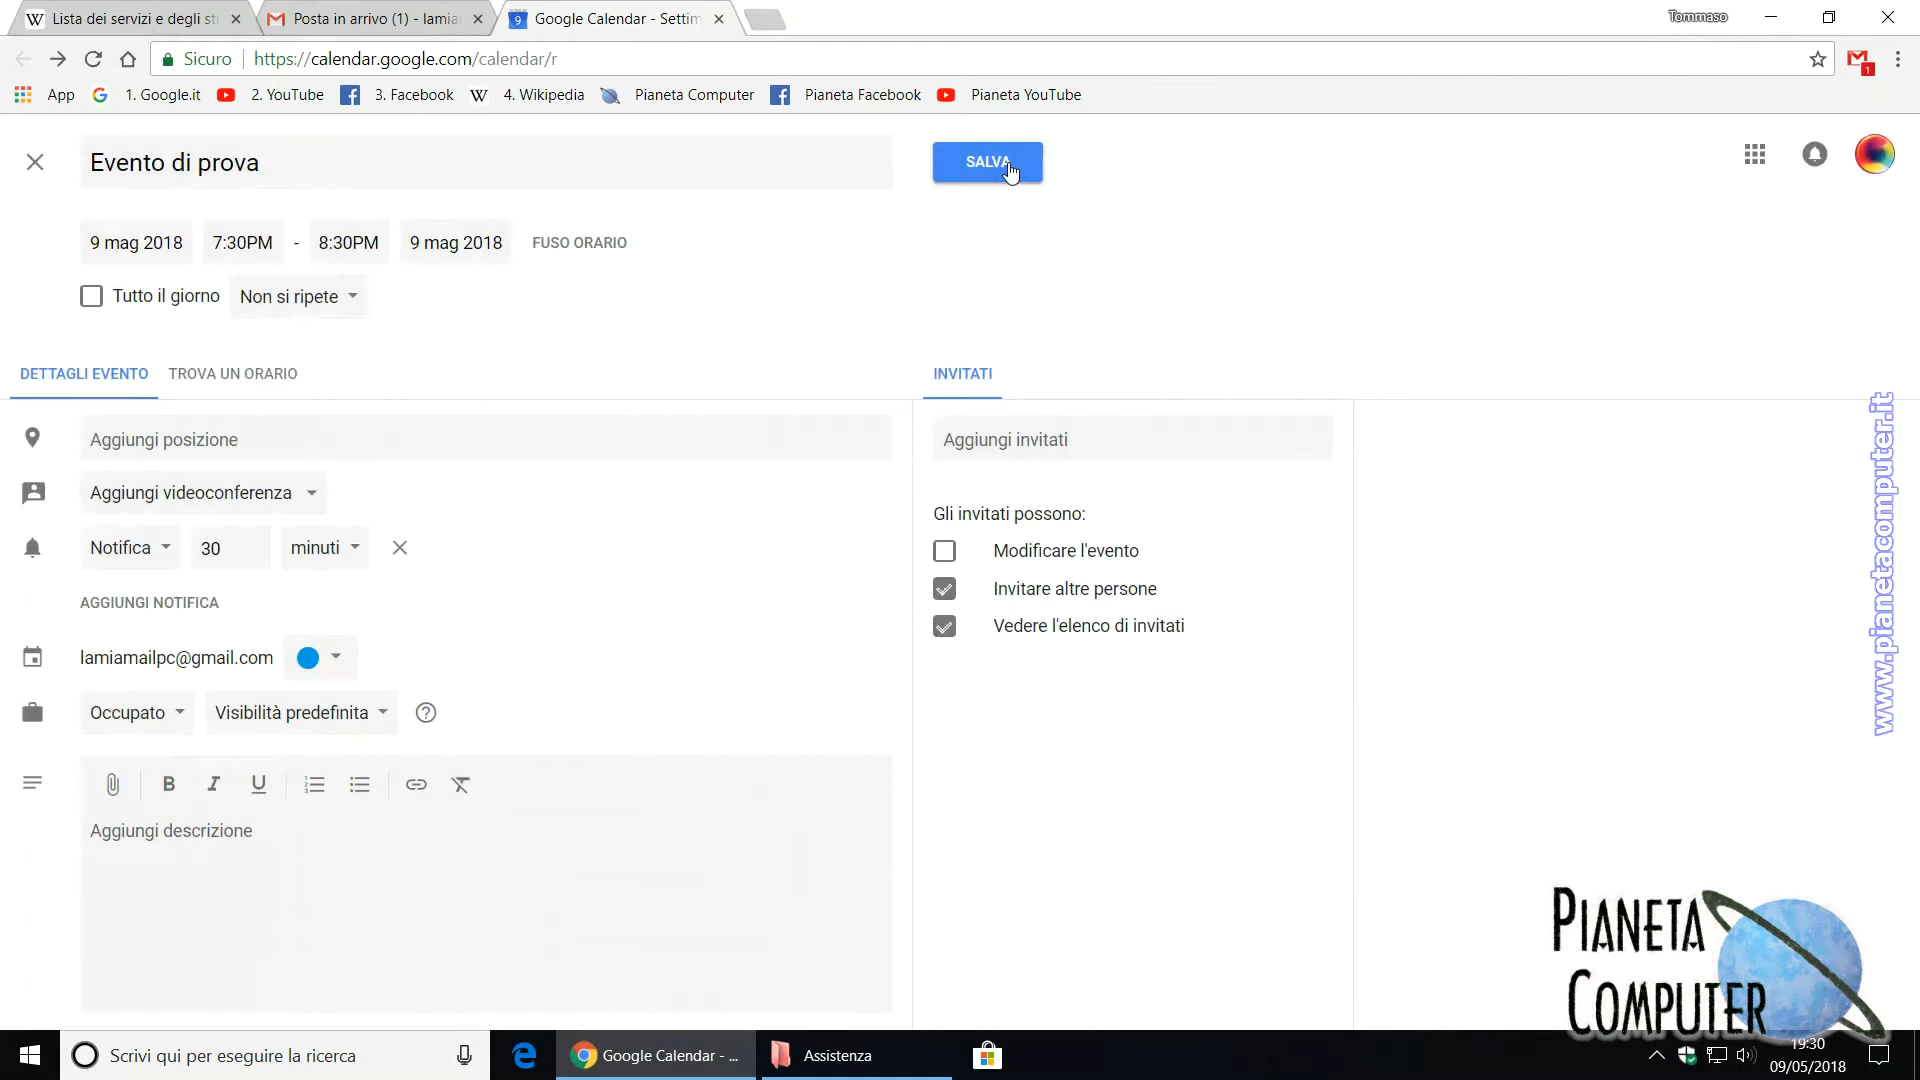 Lista dei servizi e degli st
Posta in arrivo (1) - lamia
Google Calendar - Settim
Tommaso
Sicuro
https://calendar.google.com/calendar/r
1
App
1. Google.it
2. YouTube
3. Facebook
4. Wikipedia
Pianeta Computer
Pianeta Facebook
Pianeta YouTube
Evento di prova
SALVA
9 mag 2018
7:30PM
-
8:30PM
9 mag 2018
FUSO ORARIO
Tutto il giorno
Non si ripete
DETTAGLI EVENTO
TROVA UN ORARIO
INVITATI
Aggiungi posizione
Aggiungi invitati
Aggiungi videoconferenza
Gli invitati possono:
Notifica
30
minuti
Modificare l'evento
Invitare altre persone
AGGIUNGI NOTIFICA
Vedere l'elenco di invitati
lamiamailpc@gmail.com
Occupato
Visibilità predefinita
B I U
Aggiungi descrizione
www.pianetacomputer.it
PIANETA
COMPUTER
Scrivi qui per eseguire la ricerca
Google Calendar - ...
Assistenza
19:30
09/05/2018